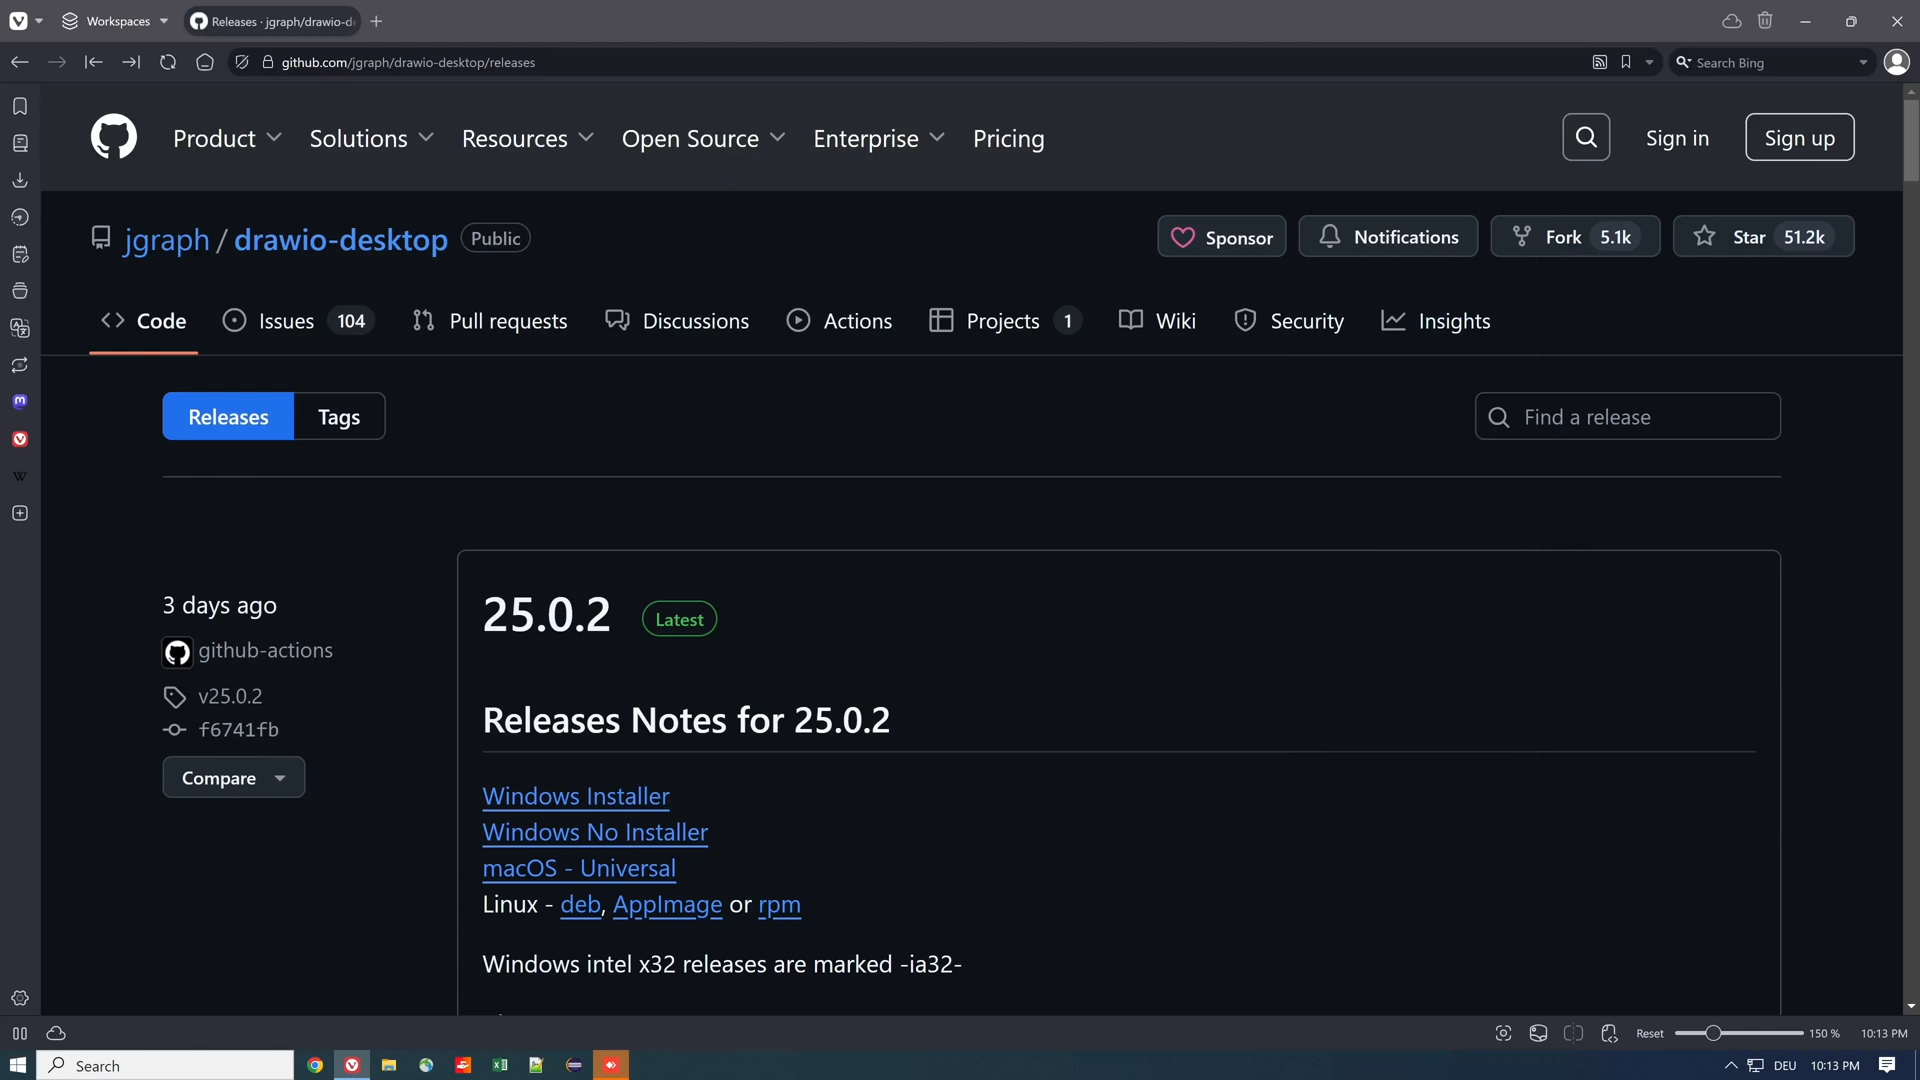 Workspaces
Releases · jgraph/drawio-de
github.com/jgraph/drawio-desktop/releases
Search Bing
Product
Solutions
Resources
Open Source
Enterprise
Pricing
Sign in
Sign up
jgraph / drawio-desktop
Public
Sponsor
Notifications
Fork 5.1k
Star 51.2k
Code
Issues 104
Pull requests
Discussions
Actions
Projects 1
Wiki
Security
Insights
Releases
Tags
Find a release
3 days ago
github-actions
v25.0.2
f6741fb
Compare
25.0.2
Latest
Releases Notes for 25.0.2
Windows Installer
Windows No Installer
macOS - Universal
Linux - deb, AppImage or rpm
Windows intel x32 releases are marked -ia32-
Reset
150 %
10:13 PM
Search
DEU
10:13 PM